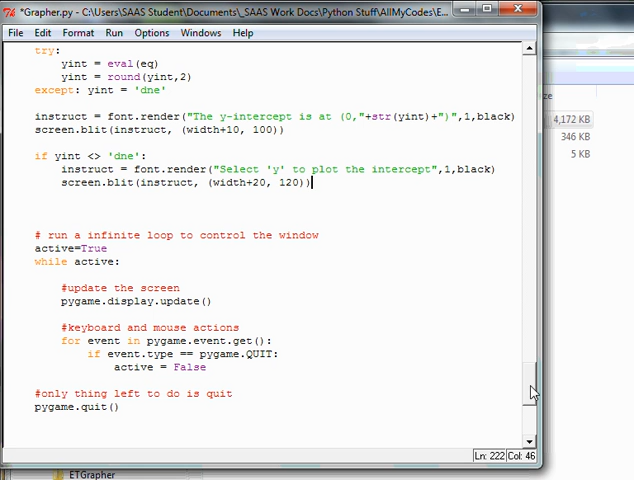 *Grapher.py - C:\Users\SAAS Student\Documents\_SAAS Work Docs\Python Stuff\AllMyCodes\E...
File Edit Format Run Options Windows Help
try:
yint = eval(eq)
yint = round(yint,2)
except: yint = 'dne'
instruct = font.render("The y-intercept is at (0,"+str(yint)+")",1,black)
screen.blit(instruct, (width+10, 100))
if yint <> 'dne':
instruct = font.render("Select 'y' to plot the intercept",1,black)
screen.blit(instruct, (width+20, 120))
# run a infinite loop to control the window
active=True
while active:
#update the screen
pygame.display.update()
#keyboard and mouse actions
for event in pygame.event.get():
if event.type == pygame.QUIT:
active = False
#only thing left to do is quit
pygame.quit()
Ln: 222 Col: 46
ze
4,172 KB
346 KB
5 KB
ETGrapher